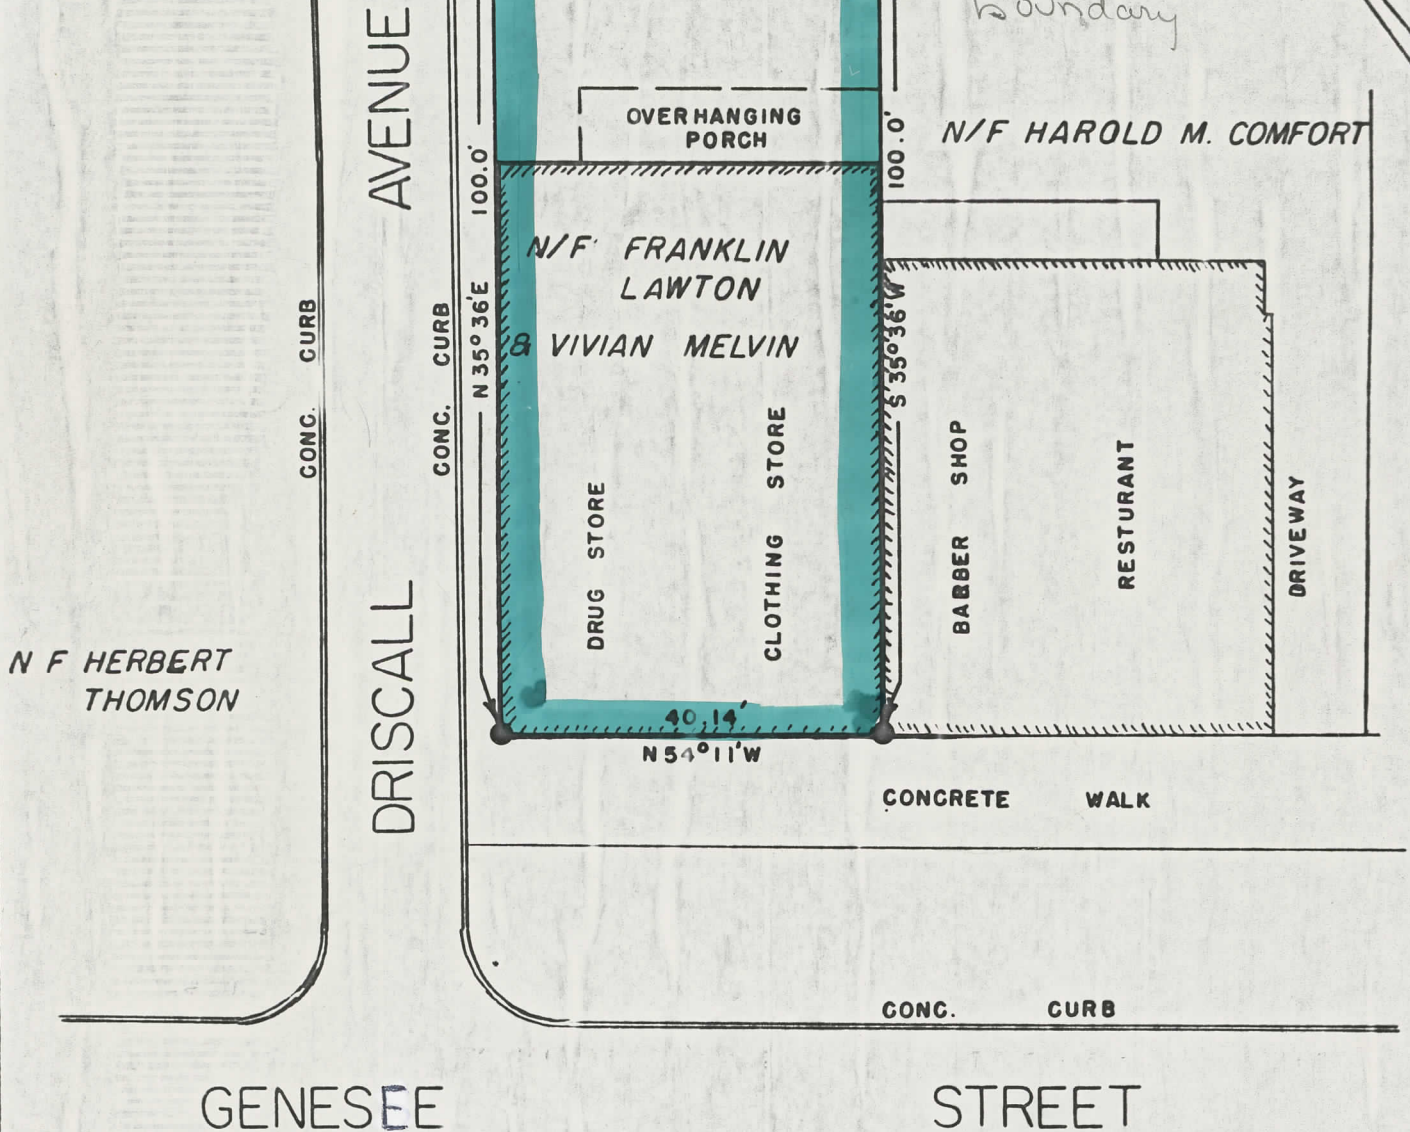 boundary
AVENUE
OVERHANGING
PORCH
100.0'
100.0'
N/F HAROLD M. COMFORT
N/F FRANKLIN
LAWTON
& VIVIAN MELVIN
N 35° 36'E
S 35° 36'W
CONC. CURB
CONC. CURB
DRUG STORE
CLOTHING STORE
BARBER SHOP
RESTURANT
DRIVEWAY
N F HERBERT
THOMSON
DRISCALL
40.14'
N 54° 11' W
CONCRETE WALK
CONC. CURB
GENESEE STREET